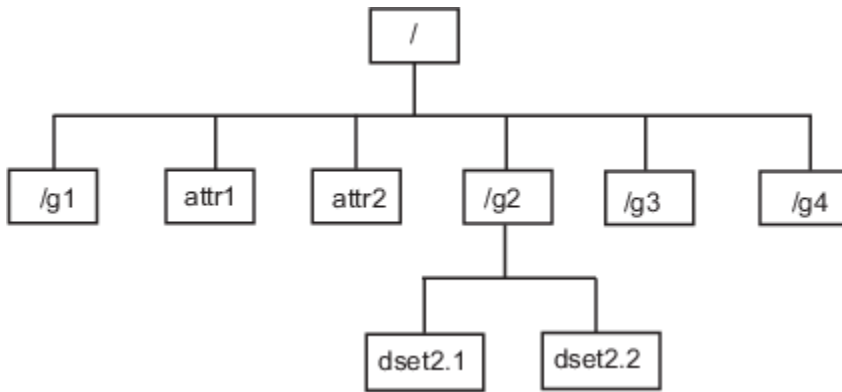 /
/g1
attr1
attr2
/g2
/g3
/g4
dset2.1
dset2.2